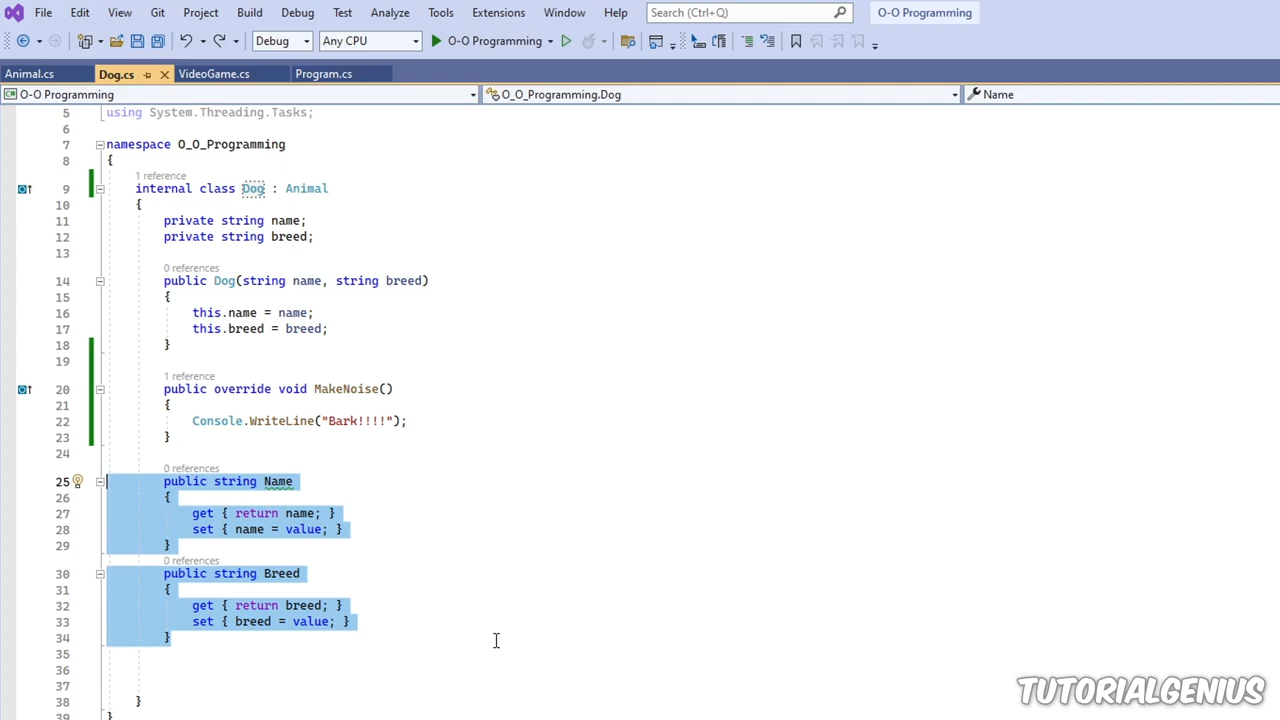 File Edit View Git Project Build Debug Test Analyze Tools Extensions Window Help Search (Ctrl+Q) O-O Programming
Debug Any CPU O-O Programming
Animal.cs Dog.cs VideoGame.cs Program.cs
O-O Programming O_O_Programming.Dog Name
5 using System.Threading.Tasks;
6
7 namespace O_O_Programming
8 {
1 reference
9 internal class Dog : Animal
10 {
11 private string name;
12 private string breed;
13
0 references
14 public Dog(string name, string breed)
15 {
16 this.name = name;
17 this.breed = breed;
18 }
19
1 reference
20 public override void MakeNoise()
21 {
22 Console.WriteLine("Bark!!!!");
23 }
24
0 references
25 public string Name
26 {
27 get { return name; }
28 set { name = value; }
29 }
0 references
30 public string Breed
31 {
32 get { return breed; }
33 set { breed = value; }
34 }
35
36
37
38 }
39 }
TUTORIALGENIUS